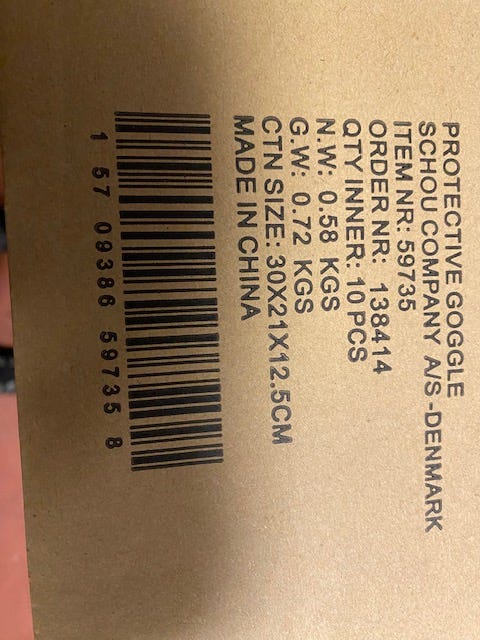 PROTECTIVE GOGGLE
SCHOU COMPANY A/S-DENMARK
ITEM NR: 59735
ORDER NR: 138414
QTY INNER: 10 PCS
N.W: 0.58 KGS
G.W: 0.72 KGS
CTN SIZE: 30X21X12.5CM
MADE IN CHINA
1 57 09386 59735 8